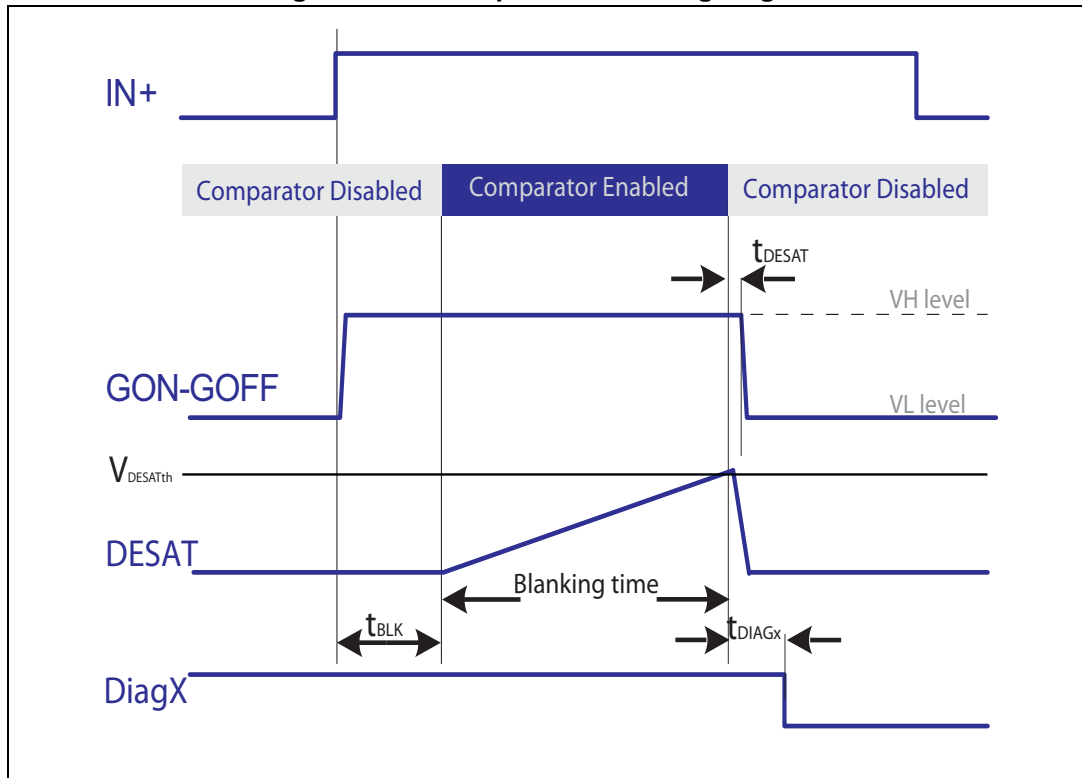 IN+
Comparator Disabled
Comparator Enabled
Comparator Disabled
tDESAT
VH level
GON-GOFF
VL level
VDESATth
DESAT
Blanking time
tBLK
tDIAGx
DiagX